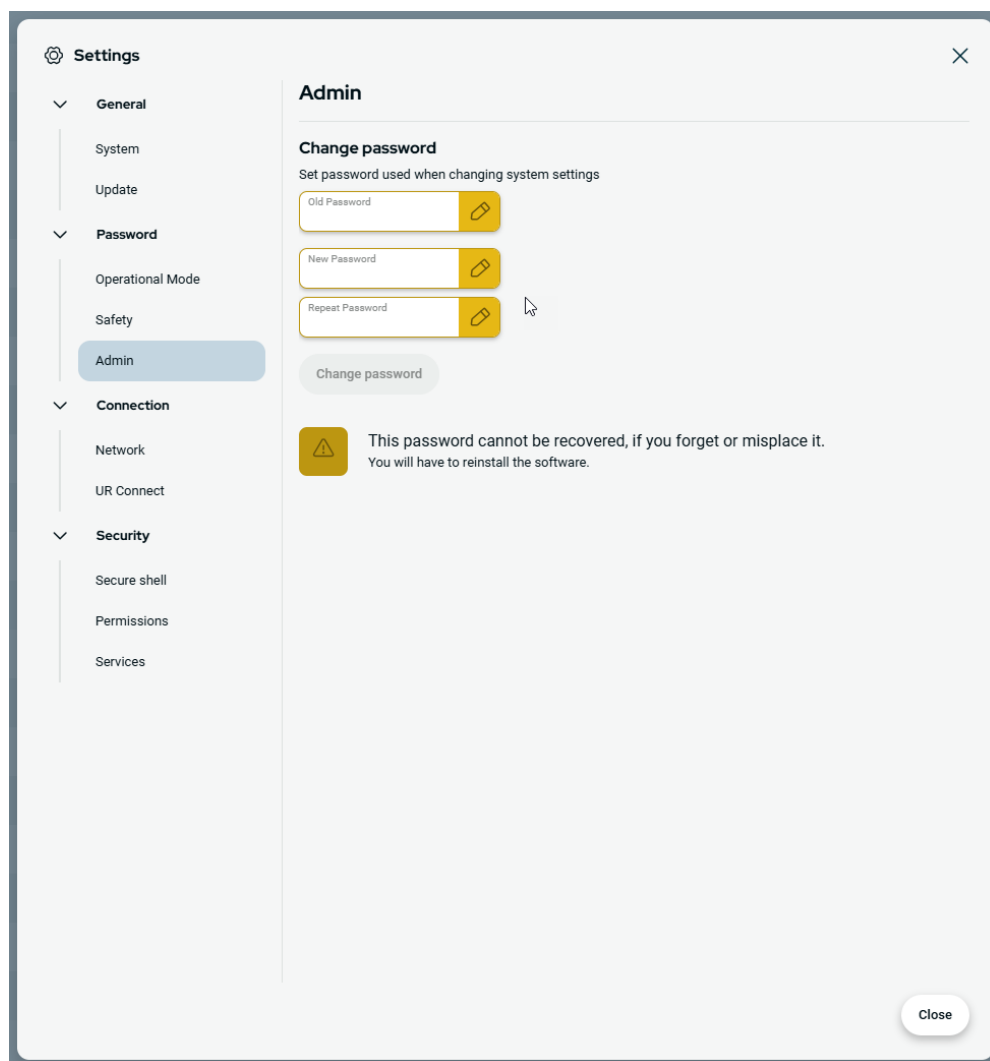 Settings
General
System
Update
Password
Operational Mode
Safety
Admin
Connection
Network
UR Connect
Security
Secure shell
Permissions
Services
Admin
Change password
Set password used when changing system settings
Old Password
New Password
Repeat Password
Change password
This password cannot be recovered, if you forget or misplace it.
You will have to reinstall the software.
Close